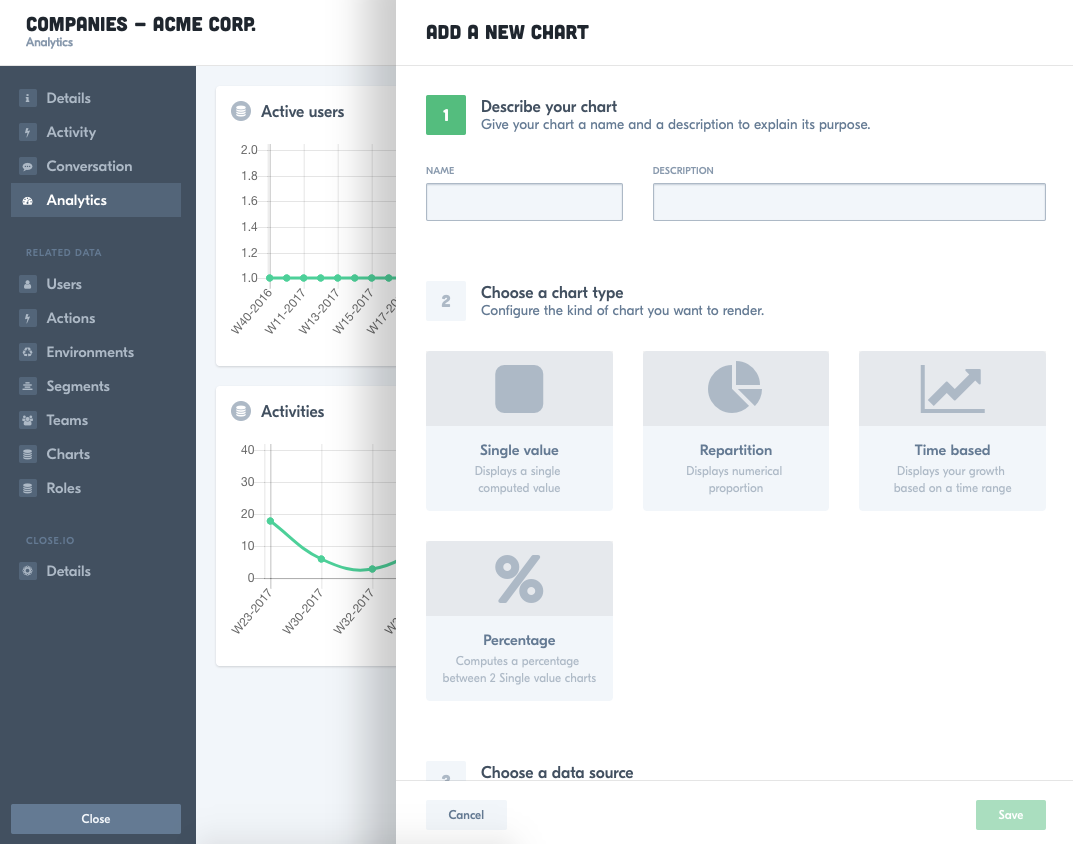 COMPANIES – ACME CORP.
Analytics
Details
Activity
Conversation
Analytics
RELATED DATA
Users
Actions
Environments
Segments
Teams
Charts
Roles
CLOSE.IO
Details
Close
Active users
2.0
1.8
1.6
1.4
1.2
1.0
W40-2016
W11-2017
W13-2017
W15-2017
Activities
40
30
20
10
0
W23-2017
W30-2017
W32-2017
ADD A NEW CHART
1
Describe your chart
Give your chart a name and a description to explain its purpose.
NAME
DESCRIPTION
2
Choose a chart type
Configure the kind of chart you want to render.
Single value
Displays a single
computed value
Repartition
Displays numerical
proportion
Time based
Displays your growth
based on a time range
%
Percentage
Computes a percentage
between 2 Single value charts
Choose a data source
Cancel
Save